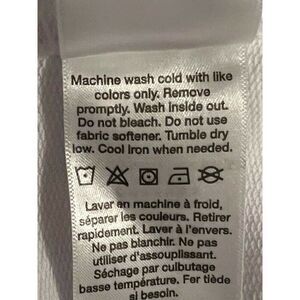 Machine wash cold with like
colors only. Remove
promptly. Wash inside out.
Do not bleach. Do not use
fabric softener. Tumble dry
low. Cool Iron when needed.
Laver en machine à froid,
séparer les couleurs. Retirer
rapidement. Laver à l'envers.
Ne pas blanchir. Ne pas
utiliser d'assouplissant.
Séchage par culbutage
basse température. Fer tiède
si besoin.